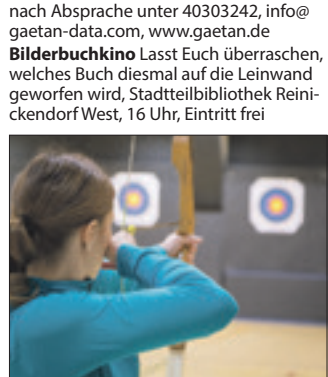 nach Absprache unter 40303242, info@
gaetan-data.com, www.gaetan.de
Bilderbuchkino Lasst Euch überraschen,
welches Buch diesmal auf die Leinwand
geworfen wird, Stadtteilbibliothek Reini-
ckendorf West, 16 Uhr, Eintritt frei